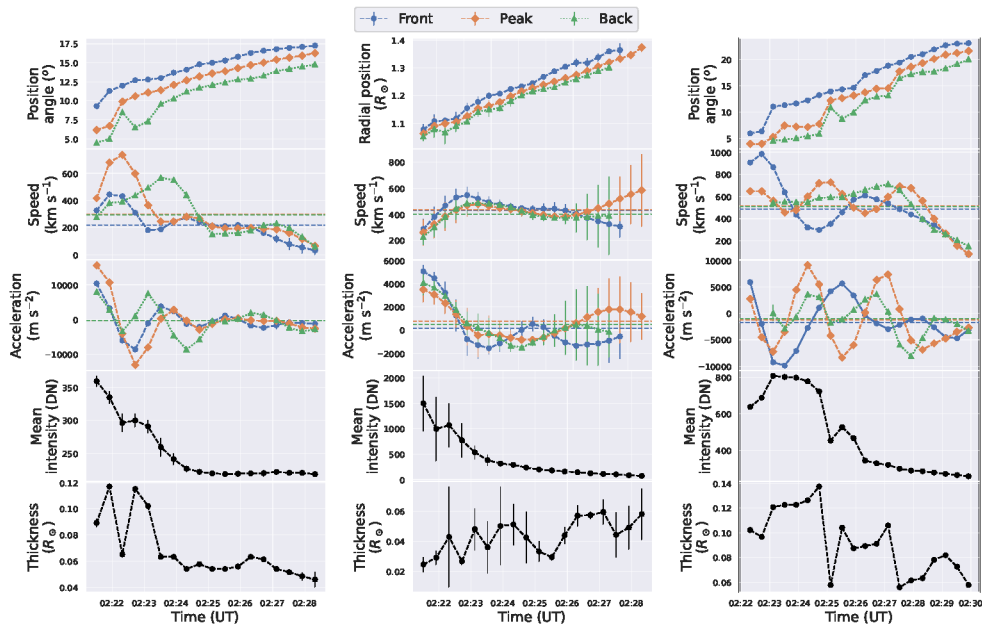 Front Peak Back
17.5
15.0
12.5
10.0
7.5
5.0
Position
angle (°)
1.4
1.3
1.2
1.1
Radial position
(R⊙)
20
15
10
5
Position
angle (°)
600
400
200
0
Speed
(km s⁻¹)
800
600
400
200
Speed
(km s⁻¹)
1000
800
600
400
200
Speed
(km s⁻¹)
10000
0
−10000
Acceleration
(m s⁻²)
6000
4000
2000
0
−2000
Acceleration
(m s⁻²)
10000
5000
0
−5000
−10000
Acceleration
(m s⁻²)
350
300
250
Mean
intensity (DN)
2000
1500
1000
500
0
Mean
intensity (DN)
800
600
400
Mean
intensity (DN)
0.12
0.10
0.08
0.06
0.04
Thickness
(R⊙)
0.06
0.04
0.02
Thickness
(R⊙)
0.14
0.12
0.10
0.08
0.06
Thickness
(R⊙)
02:22 02:23 02:24 02:25 02:26 02:27 02:28
Time (UT)
02:22 02:23 02:24 02:25 02:26 02:27 02:28
Time (UT)
02:22 02:23 02:24 02:25 02:26 02:27 02:28 02:29 02:30
Time (UT)